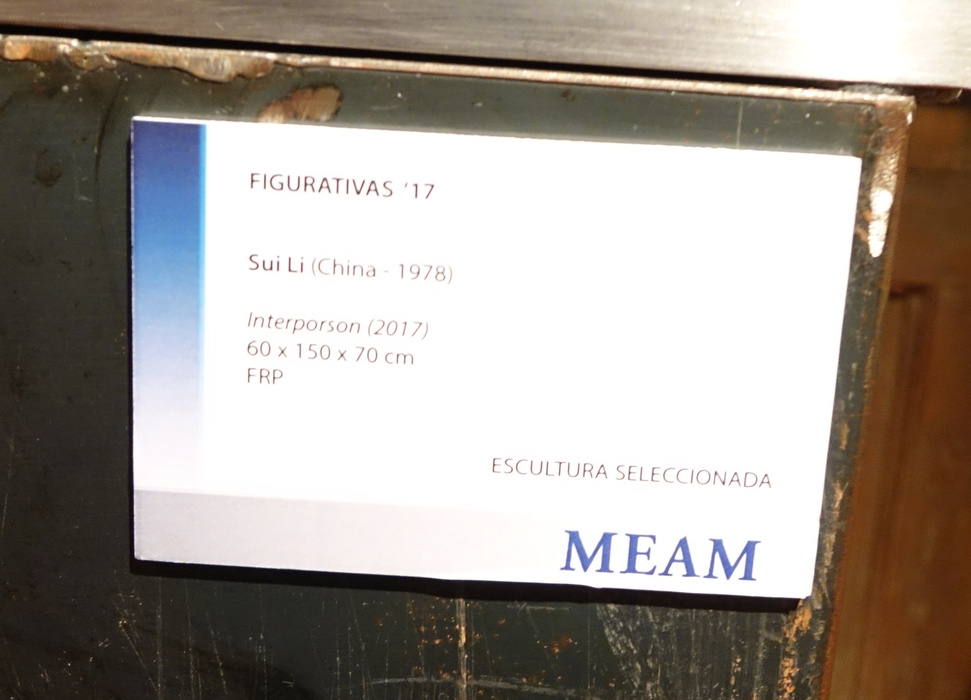 FIGURATIVAS '17
Sui Li (China - 1978)
Interporson (2017)
60 x 150 x 70 cm
FRP
ESCULTURA SELECCIONADA
MEAM